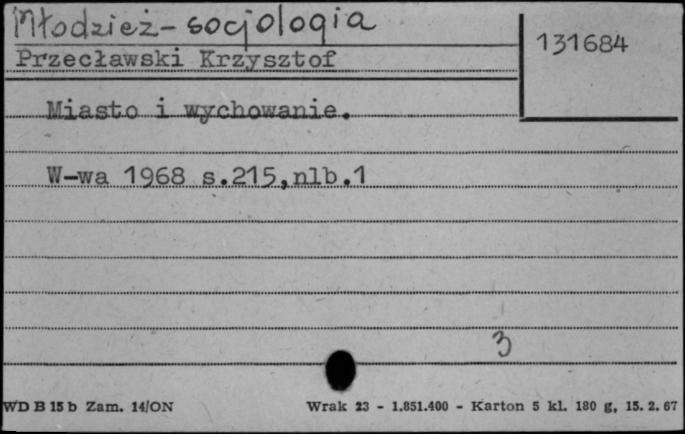 Młodzież - socjologia
131684
Przecławski Krzysztof
Miasto i wychowanie.
W-wa 1968 s.215,nlb.1
3
WD B 15 b Zam. 14/ON Wrak 23 - 1.851.400 - Karton 5 kl. 180 g, 15. 2. 67